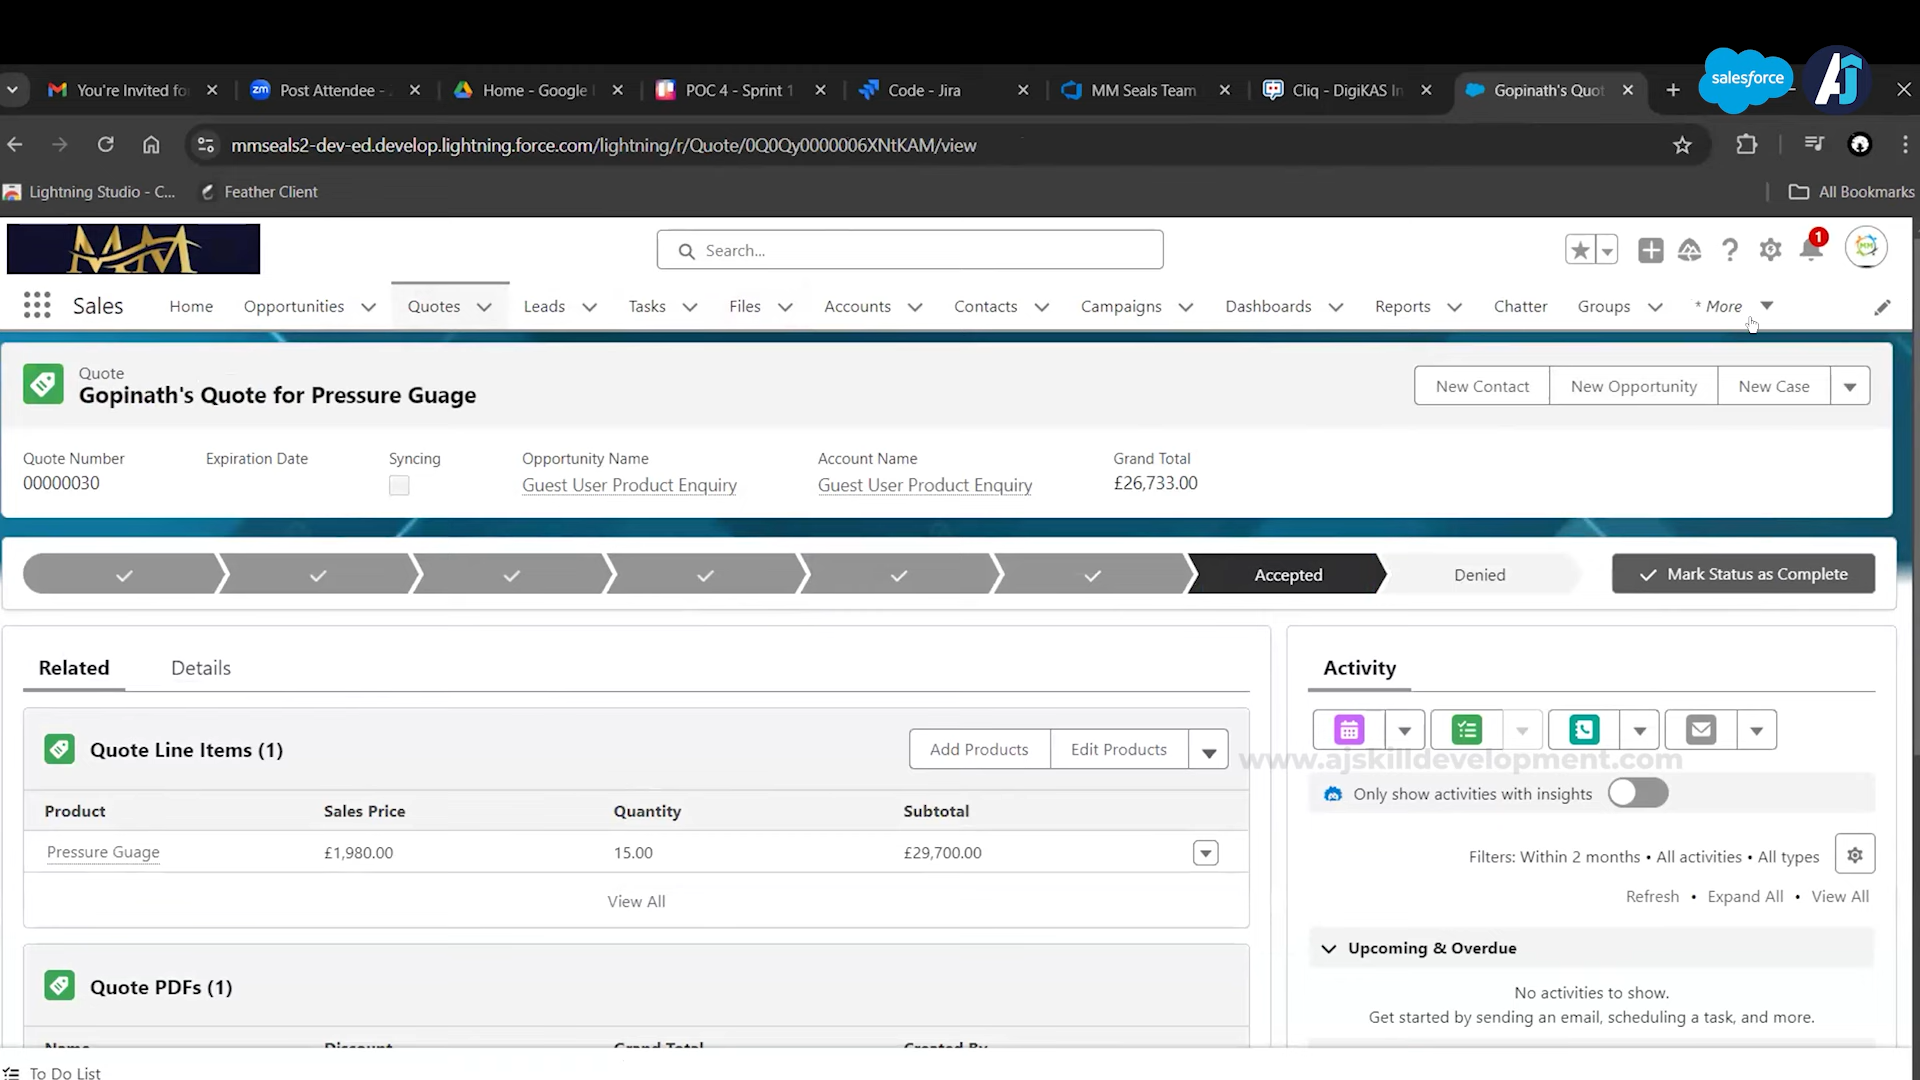 You're Invited fo
Post Attendee -
Home - Google
POC 4 - Sprint 1
Code - Jira
MM Seals Team
Cliq - DigiKAS In
Gopinath's Quot
salesforce
AJ
mmseals2-dev-ed.develop.lightning.force.com/lightning/r/Quote/0Q0Qy0000006XNtKAM/view
Lightning Studio - C...
Feather Client
All Bookmarks
MM
Search...
1
Sales
Home
Opportunities
Quotes
Leads
Tasks
Files
Accounts
Contacts
Campaigns
Dashboards
Reports
Chatter
Groups
* More
Quote
Gopinath's Quote for Pressure Guage
New Contact
New Opportunity
New Case
Quote Number
Expiration Date
Syncing
Opportunity Name
Account Name
Grand Total
00000030
Guest User Product Enquiry
Guest User Product Enquiry
£26,733.00
Accepted
Denied
Mark Status as Complete
Related
Details
Activity
Quote Line Items (1)
Add Products
Edit Products
www.ajskilldevelopment.com
Only show activities with insights
Product
Sales Price
Quantity
Subtotal
Pressure Guage
£1,980.00
15.00
£29,700.00
View All
Filters: Within 2 months • All activities • All types
Refresh • Expand All • View All
Upcoming & Overdue
Quote PDFs (1)
No activities to show.
Get started by sending an email, scheduling a task, and more.
Name
Discount
Grand Total
Created By
To Do List